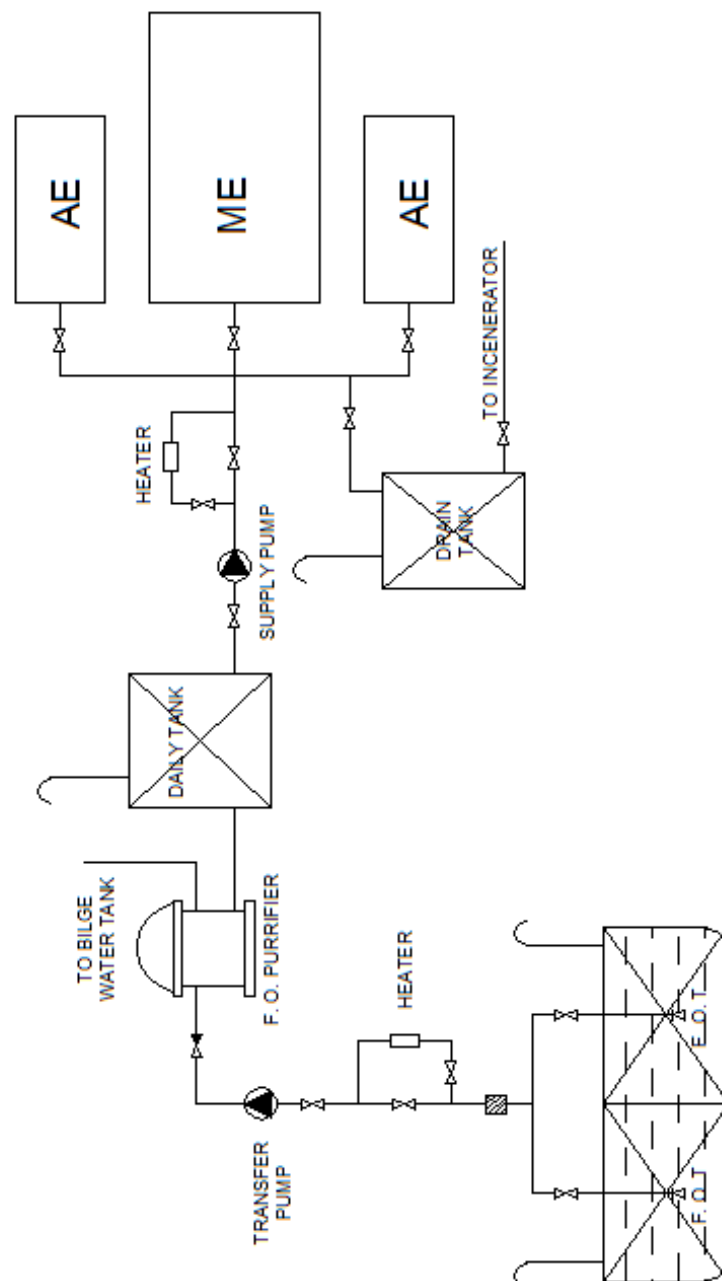 AE
ME
AE
HEATER
TO INCENERATOR
SUPPLY PUMP
DRAIN
TANK
DAILY TANK
TO BILGE
WATER TANK
F. O. PURRIFIER
HEATER
TRANSFER
PUMP
F. O. T
F. O. T